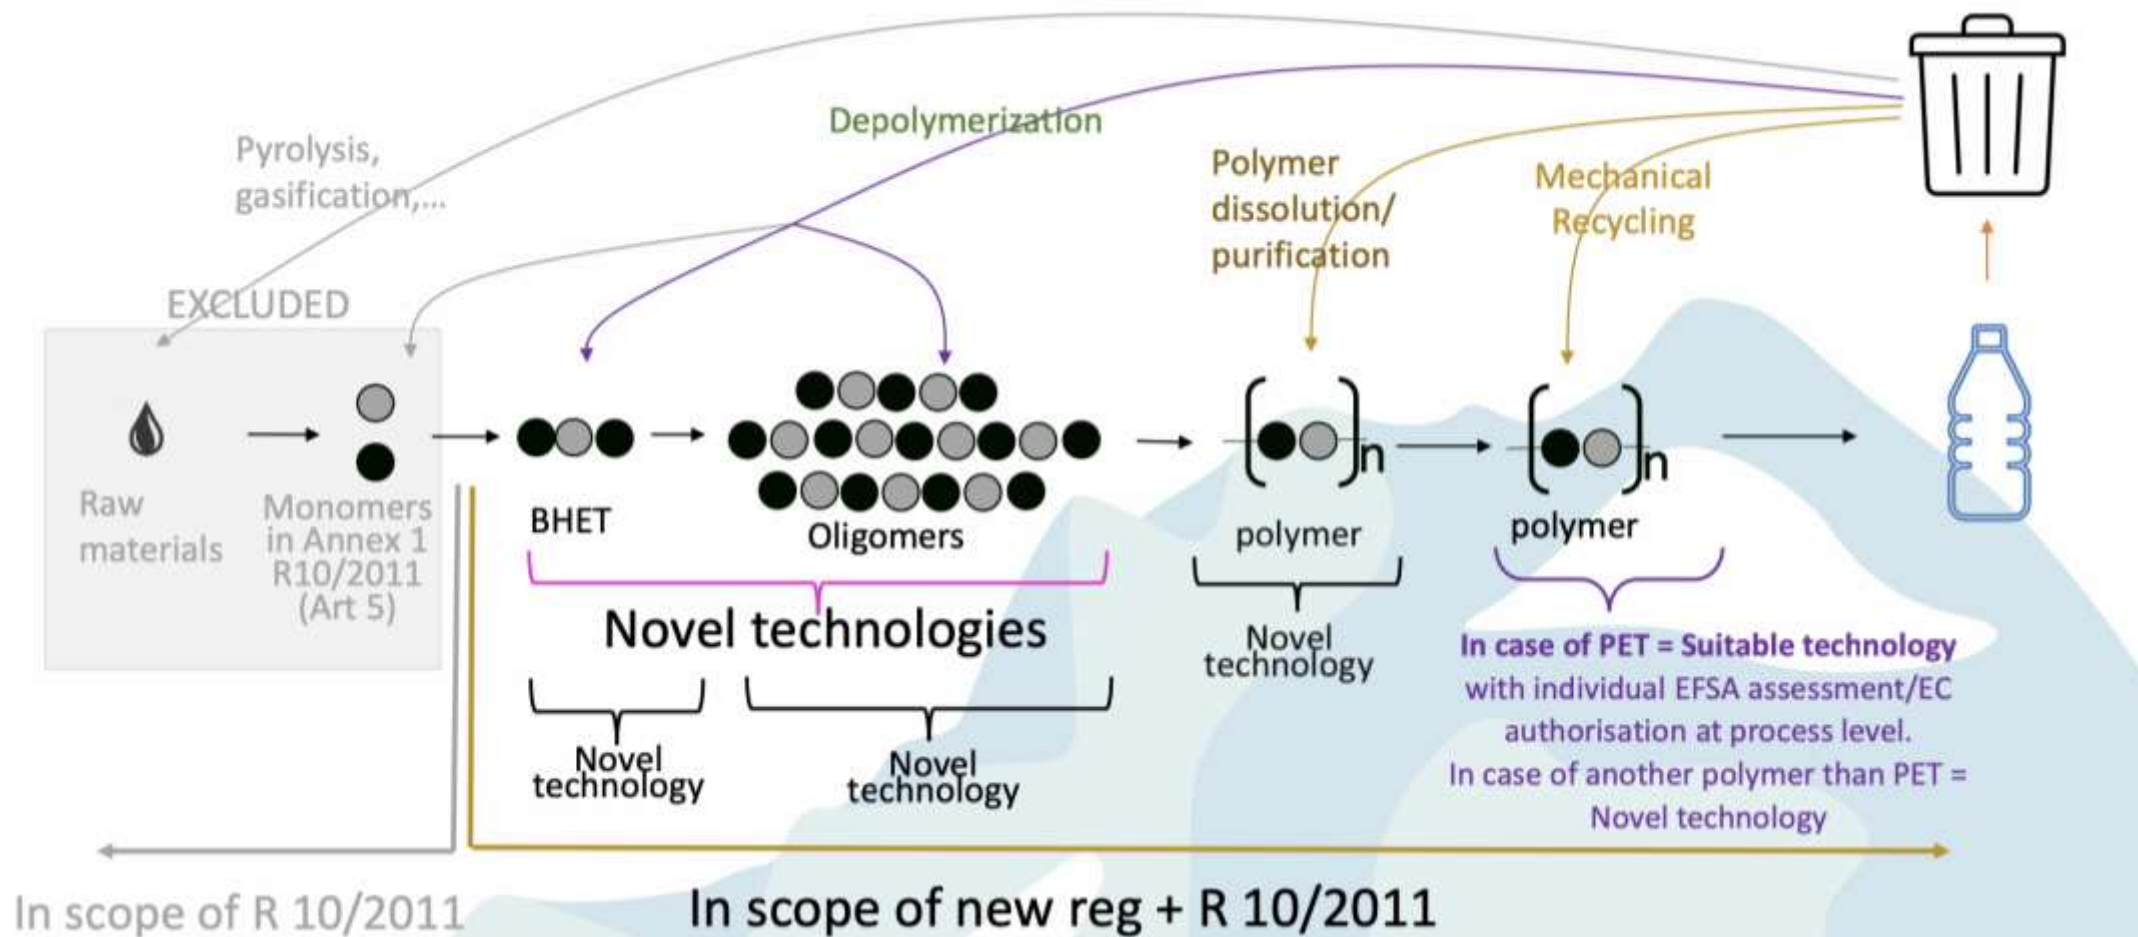 Depolymerization
Pyrolysis,
gasification,...
Polymer
dissolution/
purification
Mechanical
Recycling
EXCLUDED
Raw
materials
Monomers
in Annex 1
R10/2011
(Art 5)
BHET
Oligomers
n
polymer
n
polymer
Novel technologies
Novel
technology
Novel
technology
Novel
technology
In case of PET = Suitable technology
with individual EFSA assessment/EC
authorisation at process level.
In case of another polymer than PET =
Novel technology
In scope of R 10/2011
In scope of new reg + R 10/2011